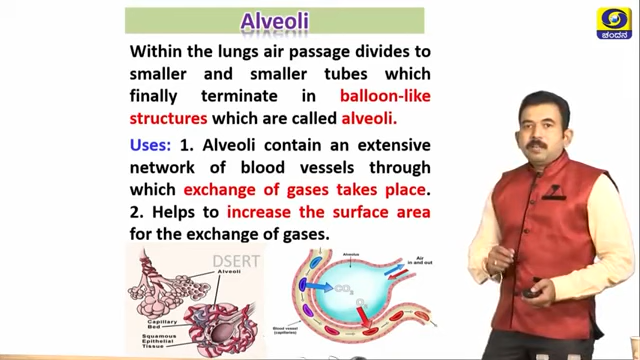 Alveoli
ಚಂದನ
Within the lungs air passage divides to
smaller and smaller tubes which
finally terminate in balloon-like
structures which are called alveoli.
Uses: 1. Alveoli contain an extensive
network of blood vessels through
which exchange of gases takes place.
2. Helps to increase the surface area
for the exchange of gases.
DSERT
Alveoli
Capillary
Bed
Squamous
Epithelial
Tissue
Alveolus
Air
in and out
CO₂
O₂
Blood vessel
(capillaries)